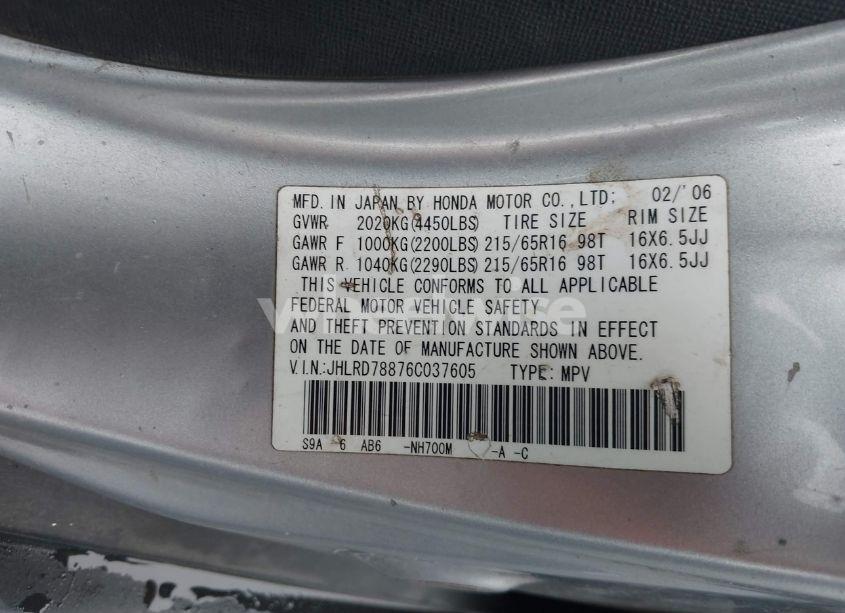 MFD. IN JAPAN BY HONDA MOTOR CO.,LTD: 02/'06
GVWR 2020KG(4450LBS) TIRE SIZE RIM SIZE
GAWR F 1000KG(2200LBS) 215/65R16 98T 16X6.5JJ
GAWR R 1040KG(2290LBS) 215/65R16 98T 16X6.5JJ
THIS VEHICLE CONFORMS TO ALL APPLICABLE
FEDERAL MOTOR VEHICLE SAFETY
AND THEFT PREVENTION STANDARDS IN EFFECT
ON THE DATE OF MANUFACTURE SHOWN ABOVE.
V.I.N.:JHLRD78876C037605 TYPE: MPV
S9A 6 AB6 -NH700M -A -C